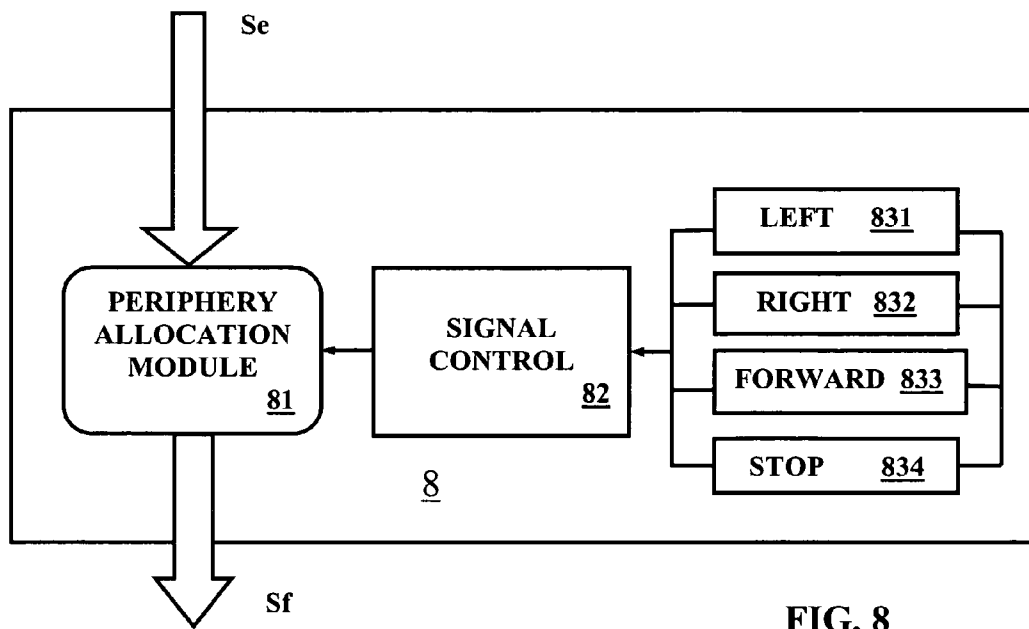 Se
PERIPHERY
ALLOCATION
MODULE
81
SIGNAL
CONTROL
82
LEFT 831
RIGHT 832
FORWARD 833
STOP 834
8
Sf
FIG. 8